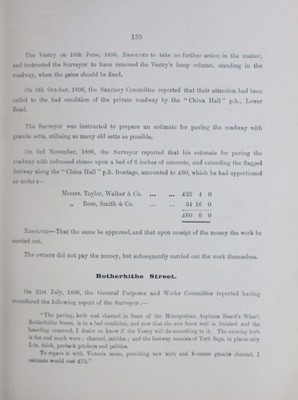 135
The Vestry on 16th June, 1896, RESOLVED to take no further action in the matter,
and instructed the Surveyor to have removed the Vestry's lamp column, standing in the
roadway, when the gates should be fixed.
On 6th October, 1896, the Sanitary Committee reported that their attention had been
called to the bad condition of the private roadway by the "China Hall" p.h., Lower
Road.
The Surveyor was instructed to prepare an estimate for paving the roadway with
granite setts, utilising as many old setts as possible.
On 3rd November, 1896, the Surveyor reported that his estimate for paving the
roadway with redressed stones upon a bed of 6 inches of concrete, and extending the flagged
footway along the "China Hall" p.h. frontage, amounted to £60, which he had apportioned
as under:—
Messrs. Tayler, Walker & Co. ... ... £25 4 0
„ Rose, Smith & Co. ... ... 34 16 0
£60 0 0
RESOLVED—That the same be approved, and that upon receipt of the money the work be
carried out.
The owners did not pay the money, but subsequently carried out the work themselves.
Rotherhithe Street.
On 21st July, 1896, the General Purposes and Works Committee reported having
considered the following report of the Surveyor:—
"The paving, kerb and channel in front of the Metropolitan Asylums Board's Wharf,
Rotherhithe Street, is in a bad condition, and now that the new fence wall is finished and the
hoarding removed, I desire to know if the Vestry will do something to it. The existing kerb
is flat and much worn; channel, pebbles; and the footway consists of York flags, in places only
1-in. thick, purbeck pitchers and pebbles.
To repave it with Victoria stone, providing new kerb and granite channel, I
estimate would cost £75."